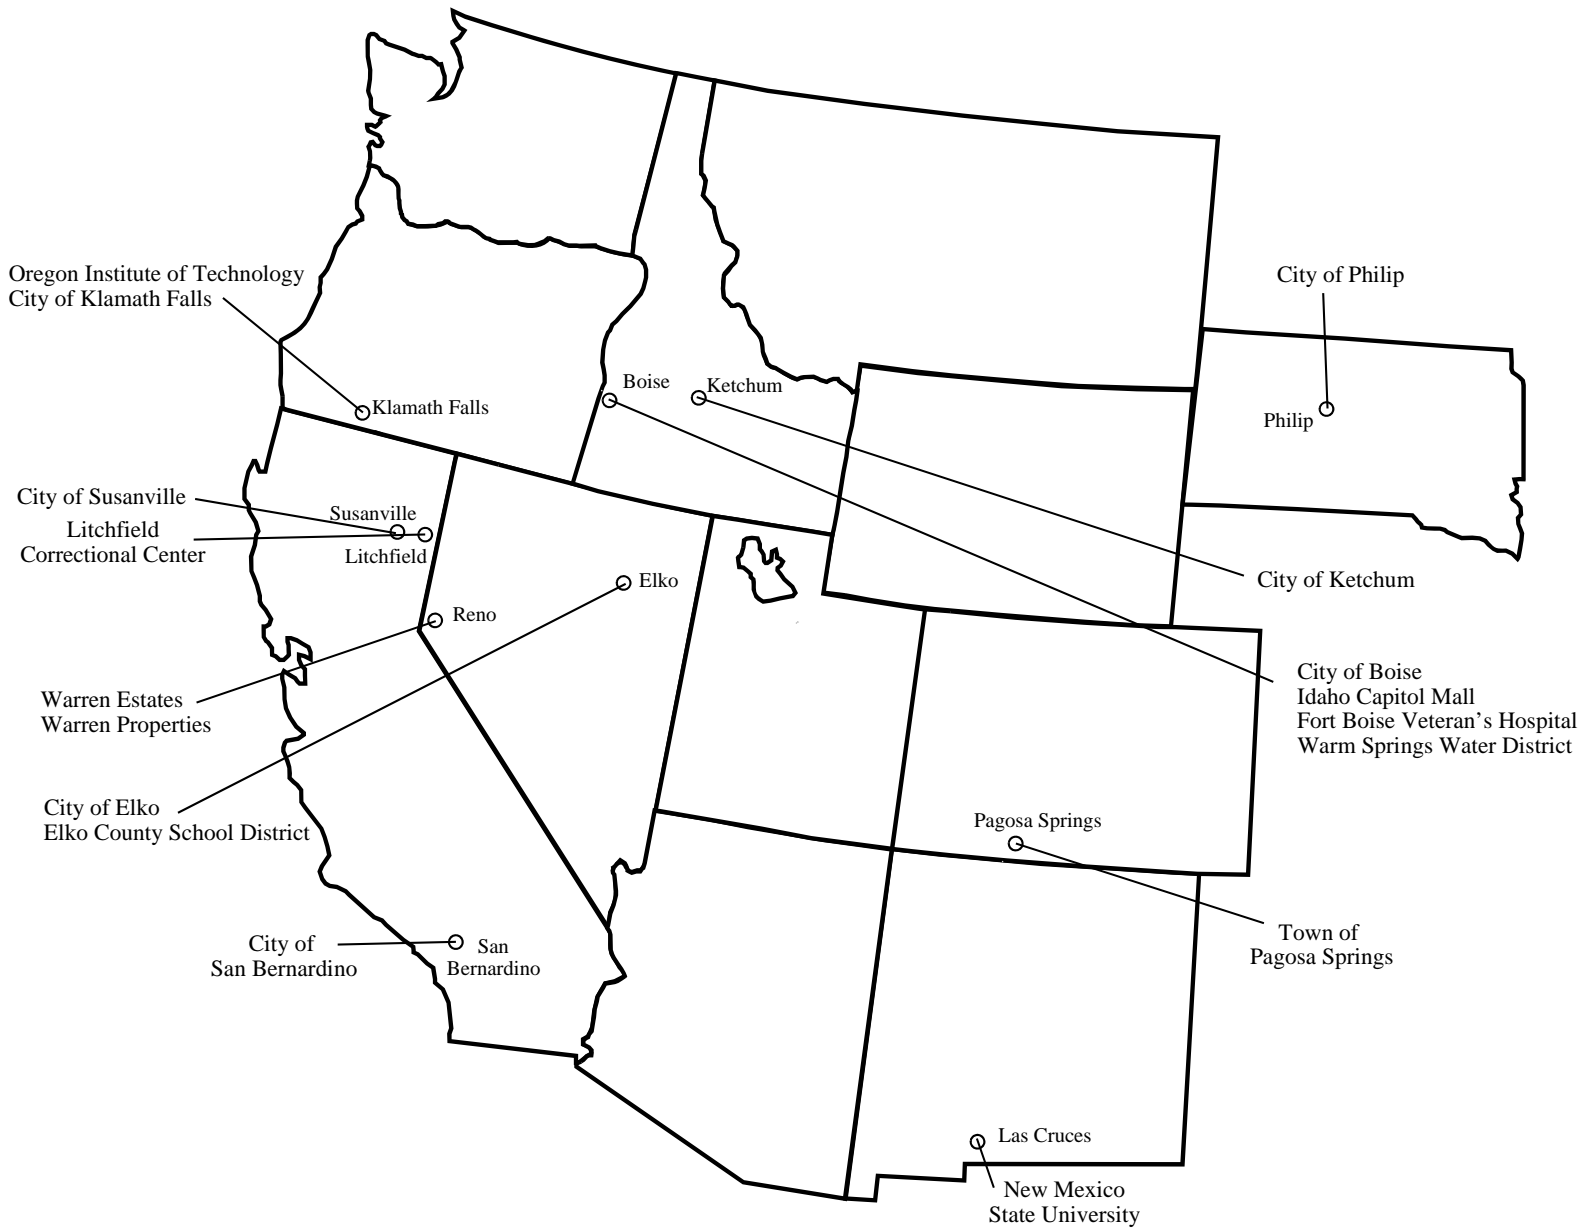 Oregon Institute of Technology
City of Klamath Falls
City of Philip
Boise
Ketchum
Klamath Falls
Philip
City of Susanville
Susanville
Litchfield
Correctional Center
Litchfield
City of Ketchum
Elko
Reno
City of Boise
Idaho Capitol Mall
Fort Boise Veteran’s Hospital
Warm Springs Water District
Warren Estates
Warren Properties
City of Elko
Elko County School District
Pagosa Springs
City of
San Bernardino
San
Bernardino
Town of
Pagosa Springs
Las Cruces
New Mexico
State University